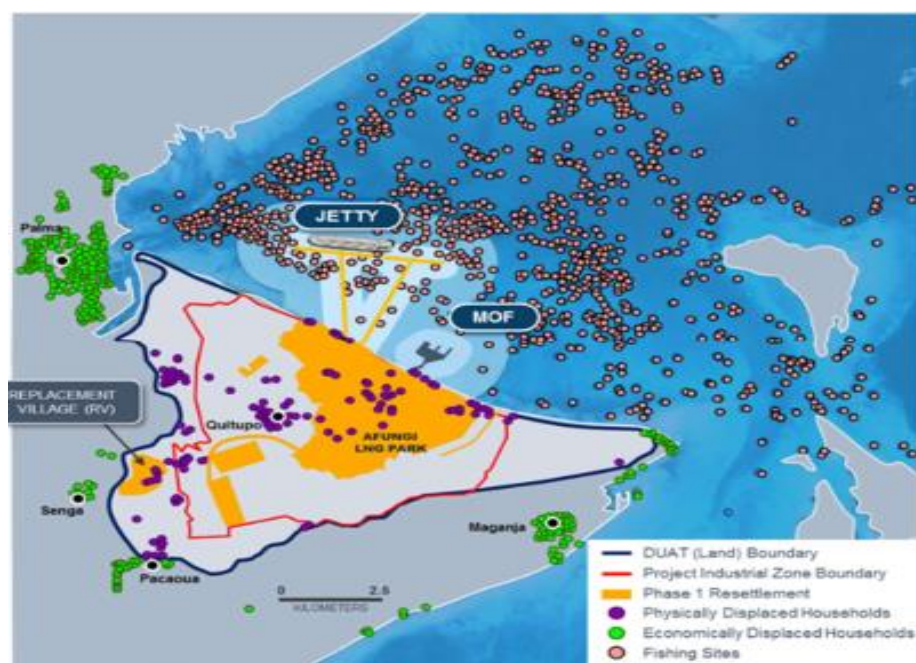 JETTY
Palma
MOF
REPLACEMENT
VILLAGE (RV)
Quitupo
AFUNGI
LNG PARK
Senga
Maganja
Pacaoua
0 2.5
KILOMETERS
DUAT (Land) Boundary
Project Industrial Zone Boundary
Phase 1 Resettlement
Physically Displaced Households
Economically Displaced Households
Fishing Sites